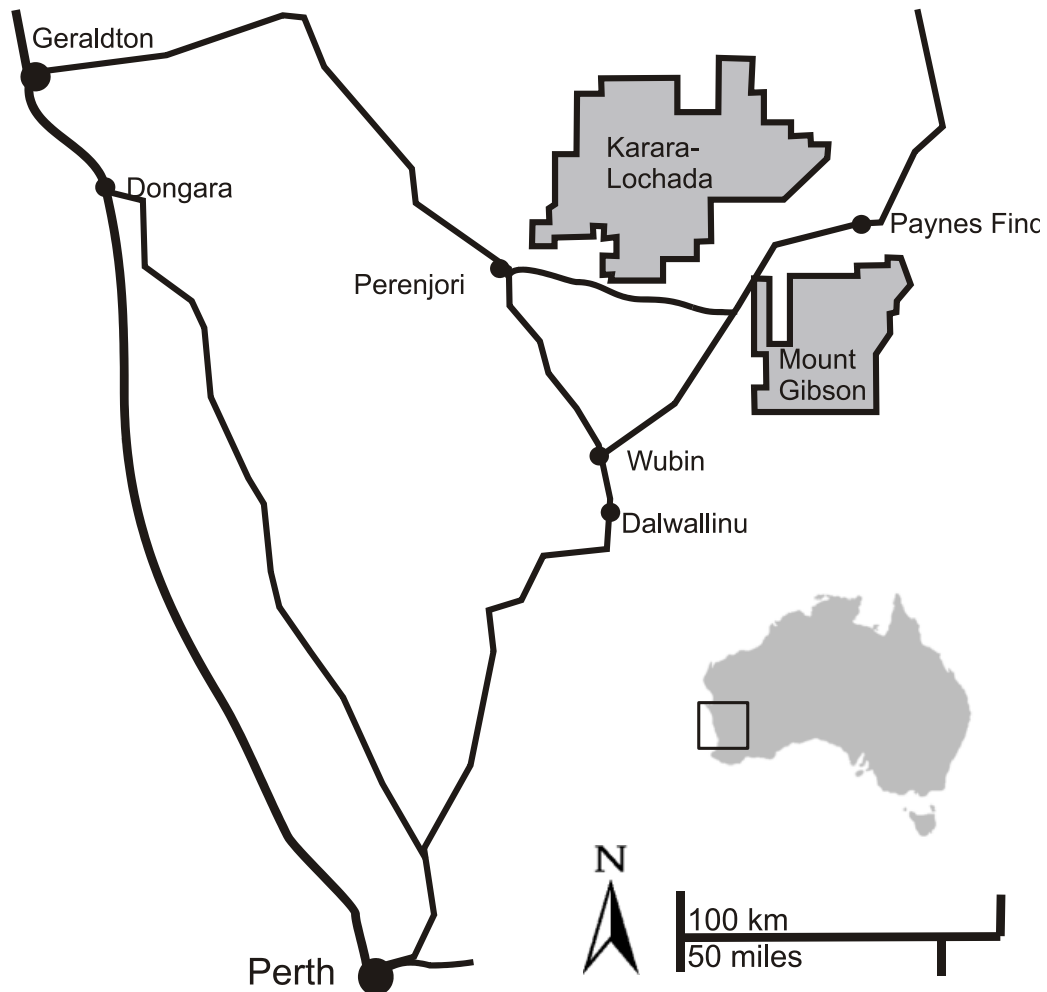 Geraldton
Karara-
Lochada
Dongara
Paynes Find
Perenjori
Mount
Gibson
Wubin
Dalwallinu
N
100 km
50 miles
Perth